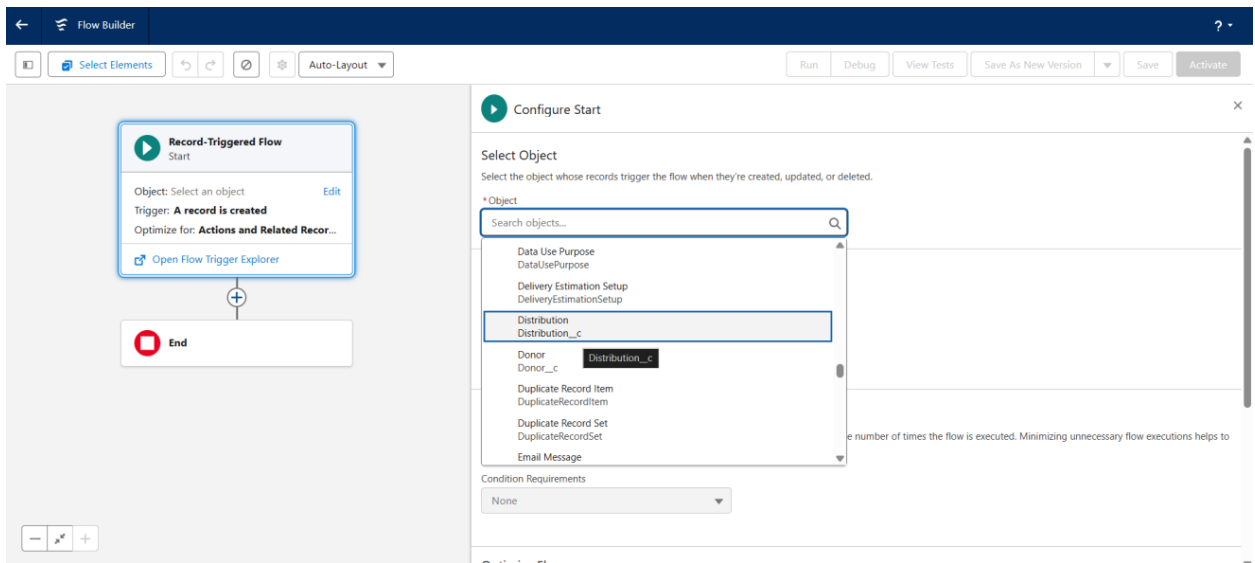 Flow Builder
?
Select Elements
Auto-Layout
Run
Debug
View Tests
Save As New Version
Save
Activate
Record-Triggered Flow
Start
Object: Select an object
Edit
Trigger: A record is created
Optimize for: Actions and Related Recor...
Open Flow Trigger Explorer
End
Configure Start
Select Object
Select the object whose records trigger the flow when they're created, updated, or deleted.
*Object
Search objects...
Data Use Purpose
DataUsePurpose
Delivery Estimation Setup
DeliveryEstimationSetup
Distribution
Distribution__c
Donor
Donor__c
Distribution__c
Duplicate Record Item
DuplicateRecordItem
Duplicate Record Set
DuplicateRecordSet
Email Message
e number of times the flow is executed. Minimizing unnecessary flow executions helps to
Condition Requirements
None